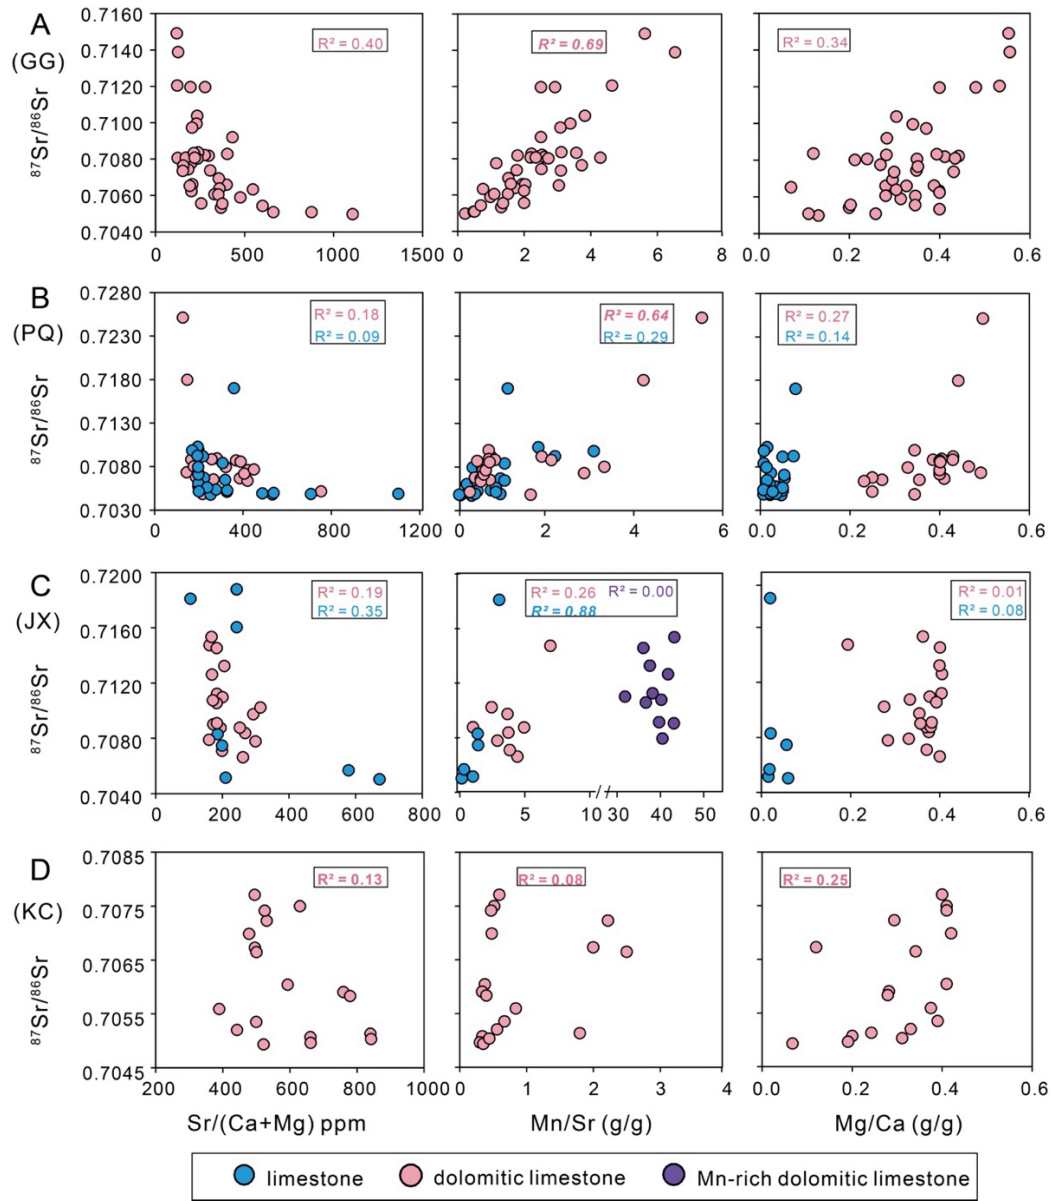 A
(GG)
⁸⁷Sr/⁸⁶Sr
0.7160
0.7140
0.7120
0.7100
0.7080
0.7060
0.7040
R² = 0.40
0 500 1000 1500
R² = 0.69
0 2 4 6 8
R² = 0.34
0.0 0.2 0.4 0.6
B
(PQ)
⁸⁷Sr/⁸⁶Sr
0.7280
0.7230
0.7180
0.7130
0.7080
0.7030
R² = 0.18
R² = 0.09
0 400 800 1200
R² = 0.64
R² = 0.29
0 2 4 6
R² = 0.27
R² = 0.14
0.0 0.2 0.4 0.6
C
(JX)
⁸⁷Sr/⁸⁶Sr
0.7200
0.7160
0.7120
0.7080
0.7040
R² = 0.19
R² = 0.35
0 200 400 600 800
R² = 0.26 R² = 0.00
R² = 0.88
0 5 10 30 40 50
R² = 0.01
R² = 0.08
0.0 0.2 0.4 0.6
D
(KC)
⁸⁷Sr/⁸⁶Sr
0.7085
0.7075
0.7065
0.7055
0.7045
R² = 0.13
200 400 600 800 1000
Sr/(Ca+Mg) ppm
R² = 0.08
0 1 2 3 4
Mn/Sr (g/g)
R² = 0.25
0.0 0.2 0.4 0.6
Mg/Ca (g/g)
limestone dolomitic limestone Mn-rich dolomitic limestone